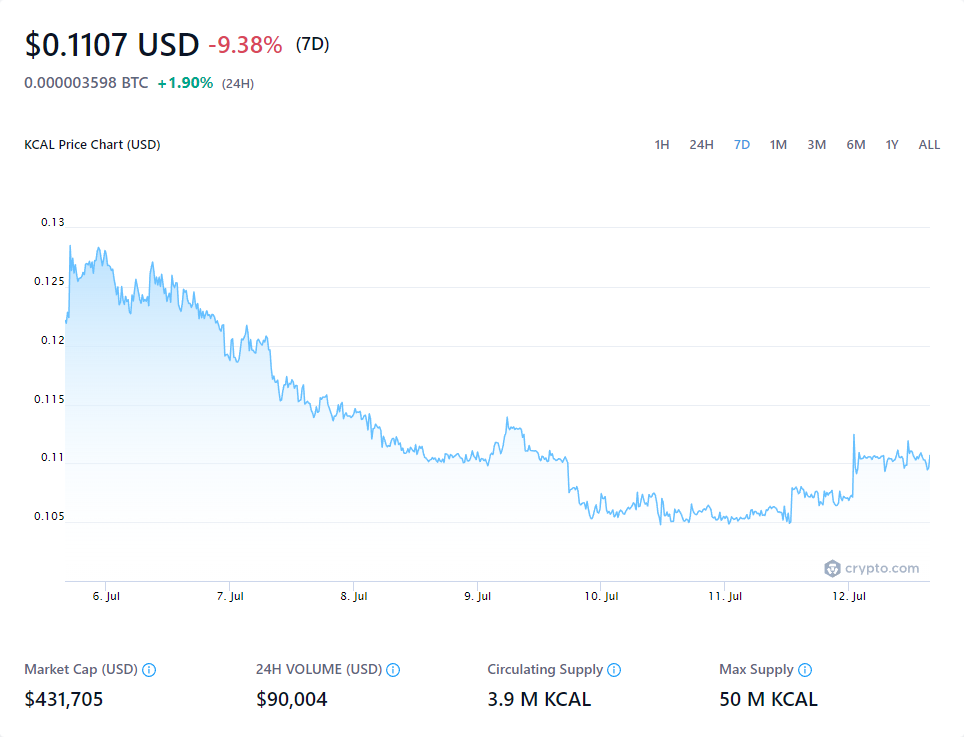 $0.1107 USD -9.38% (7D)
0.000003598 BTC +1.90% (24H)
KCAL Price Chart (USD) 1H 24H 7D 1M 3M 6M 1Y ALL
0.13
0.125
0.12
0.115
0.11
0.105
crypto.com
6. Jul 7. Jul 8. Jul 9. Jul 10. Jul 11. Jul 12. Jul
Market Cap (USD) 24H VOLUME (USD) Circulating Supply Max Supply
$431,705 $90,004 3.9 M KCAL 50 M KCAL